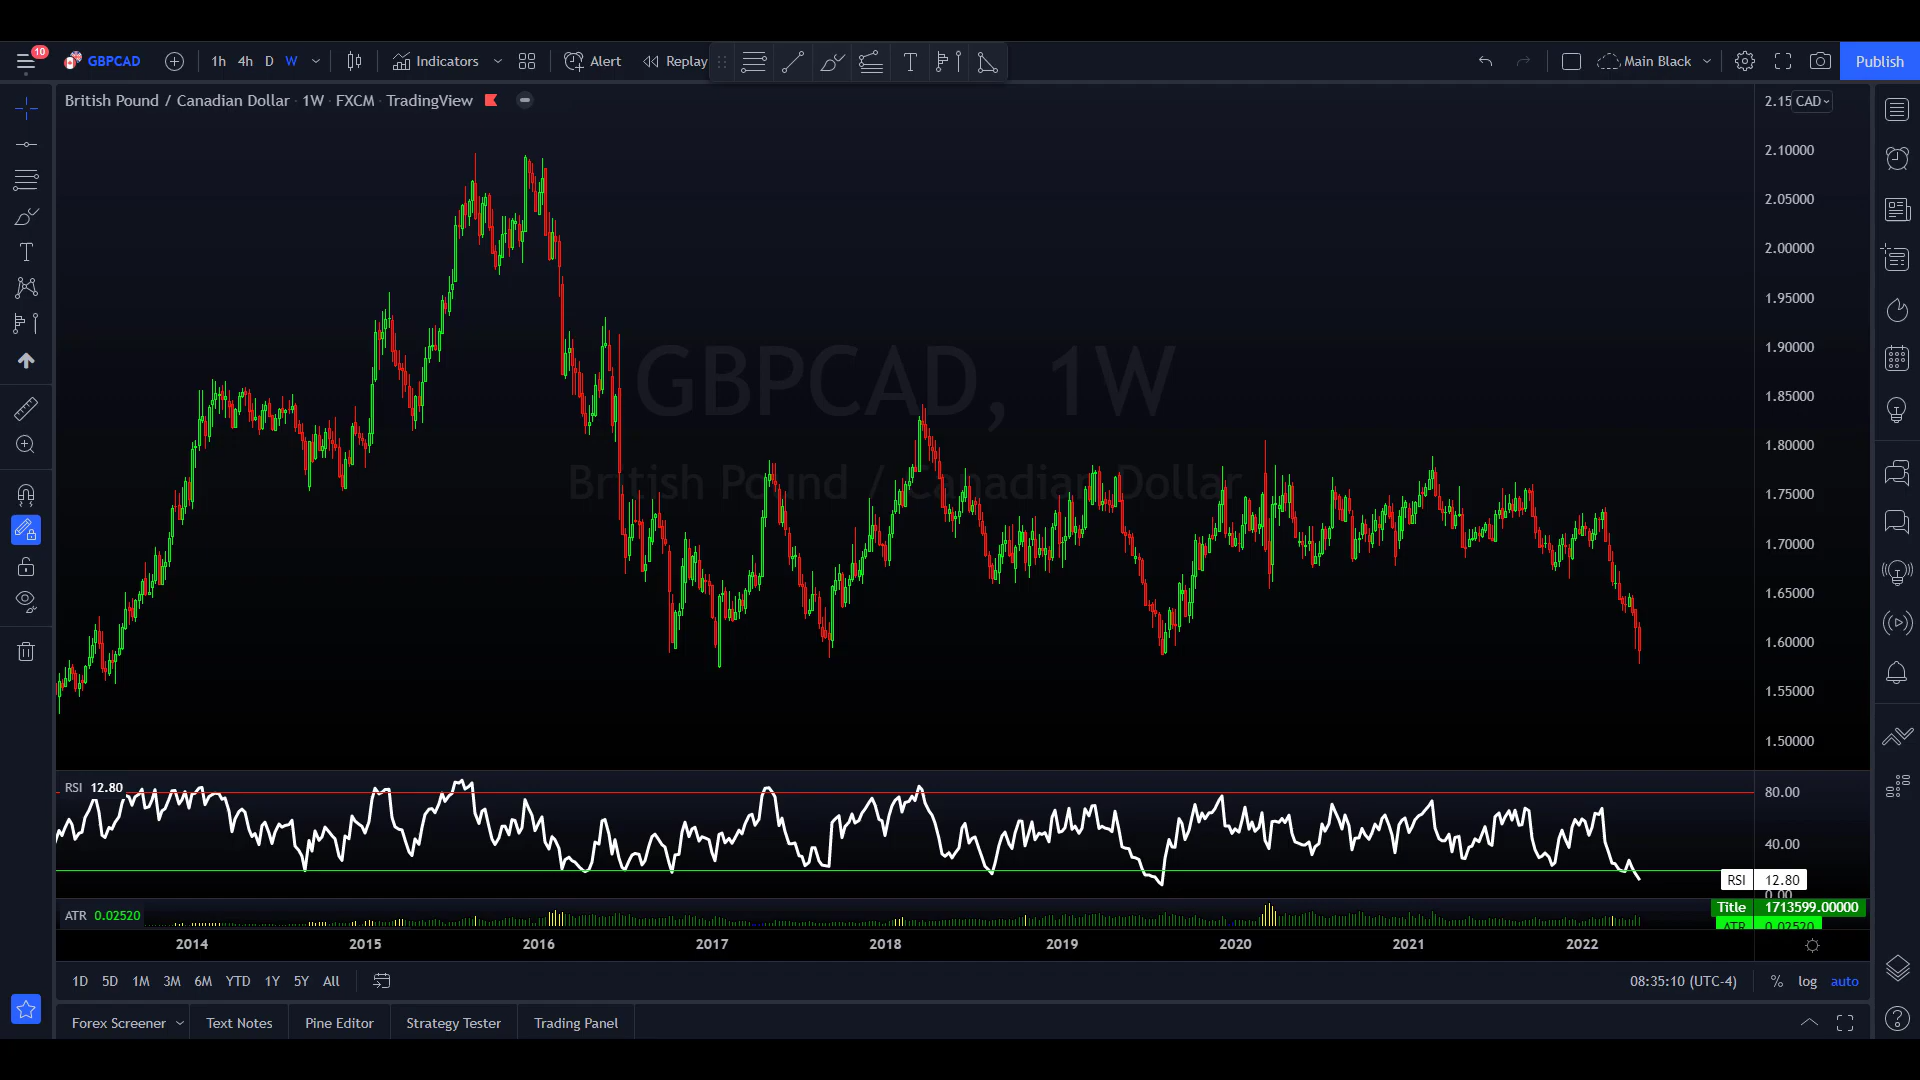 10
GBPCAD
1h 4h D W
Indicators
Alert
Replay
Main Black
Publish
British Pound / Canadian Dollar · 1W · FXCM · TradingView
GBPCAD, 1W
British Pound / Canadian Dollar
2.15
CAD
2.10000
2.05000
2.00000
1.95000
1.90000
1.85000
1.80000
1.75000
1.70000
1.65000
1.60000
1.55000
1.50000
RSI 12.80
80.00
40.00
RSI 12.80
0.00
ATR 0.02520
Title 1713599.00000
ATR 0.02520
2014 2015 2016 2017 2018 2019 2020 2021 2022
1D 5D 1M 3M 6M YTD 1Y 5Y All
08:35:10 (UTC-4)
% log auto
Forex Screener Text Notes Pine Editor Strategy Tester Trading Panel